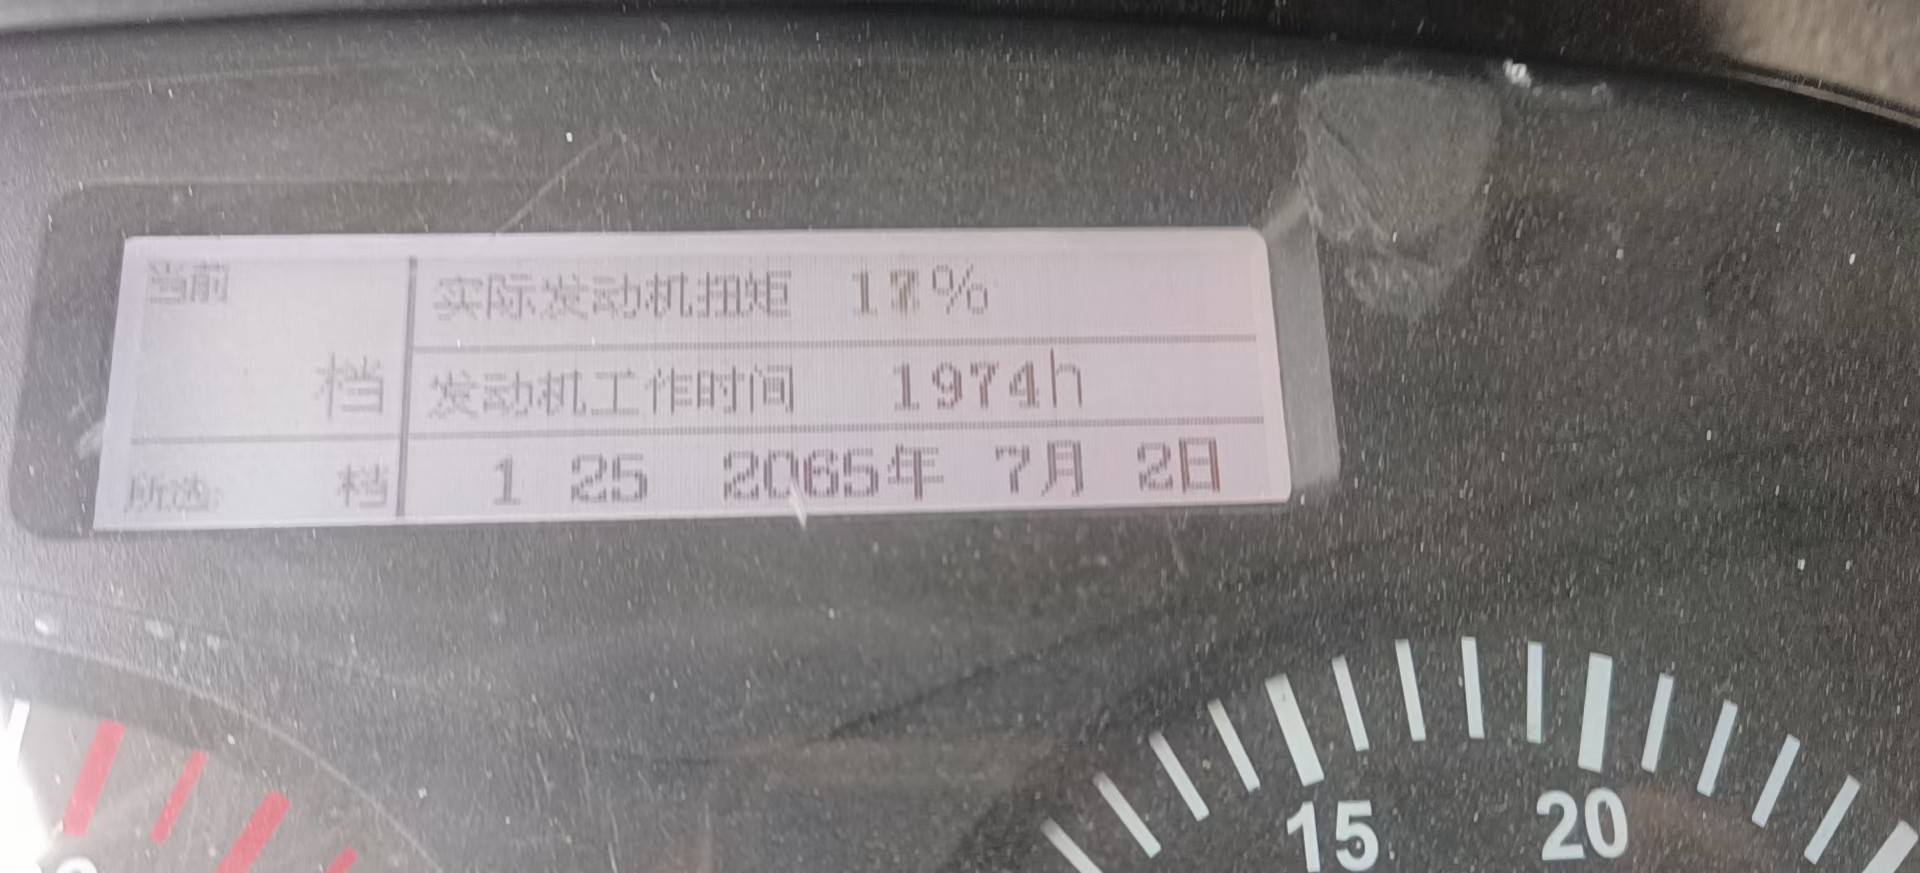 当前
档
实际发动机扭矩 17%
发动机工作时间 1974h
所选 档
1 25 2065年 7月 2日
15 20